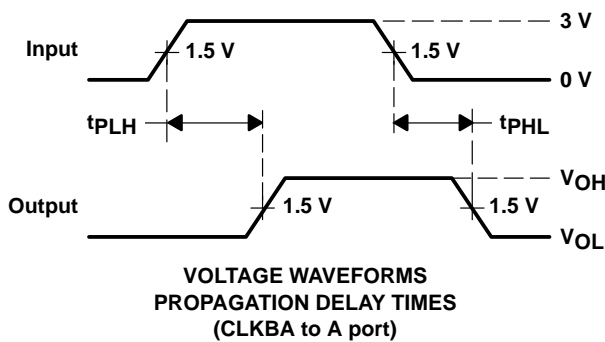 3 V
Input
1.5 V
1.5 V
0 V
tPLH
tPHL
VOH
Output
1.5 V
1.5 V
VOL
VOLTAGE WAVEFORMS
PROPAGATION DELAY TIMES
(CLKBA to A port)